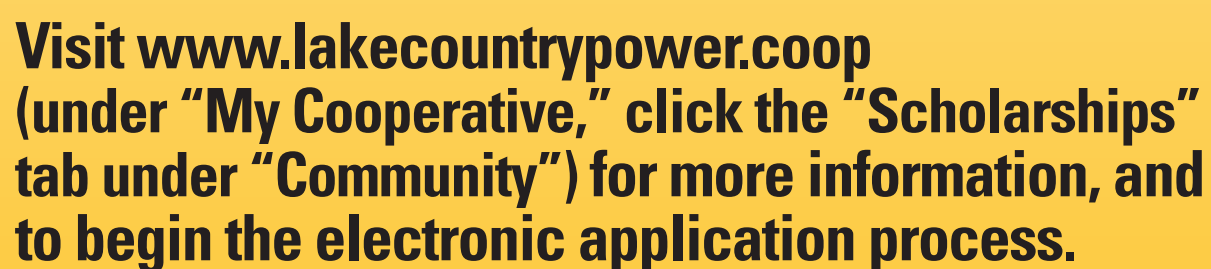 Visit www.lakecountrypower.coop
(under “My Cooperative,” click the “Scholarships”
tab under “Community”) for more information, and
to begin the electronic application process.